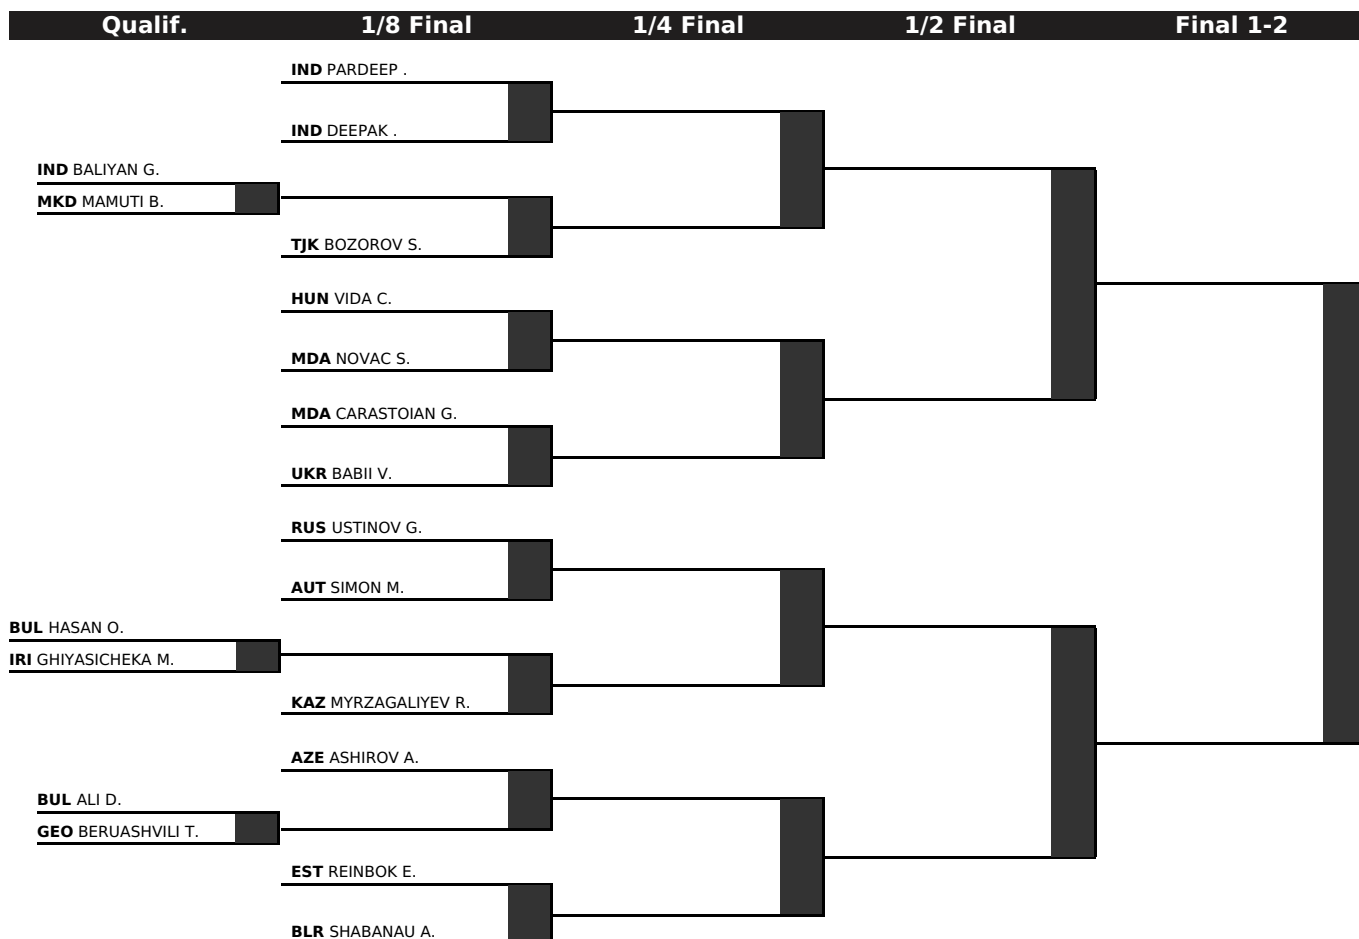 Qualif. 1/8 Final 1/4 Final 1/2 Final Final 1-2
IND PARDEEP .
IND DEEPAK .
IND BALIYAN G.
MKD MAMUTI B.
TJK BOZOROV S.
HUN VIDA C.
MDA NOVAC S.
MDA CARASTOIAN G.
UKR BABII V.
RUS USTINOV G.
AUT SIMON M.
BUL HASAN O.
IRI GHIYASICHEKA M.
KAZ MYRZAGALIYEV R.
AZE ASHIROV A.
BUL ALI D.
GEO BERUASHVILI T.
EST REINBOK E.
BLR SHABANAU A.